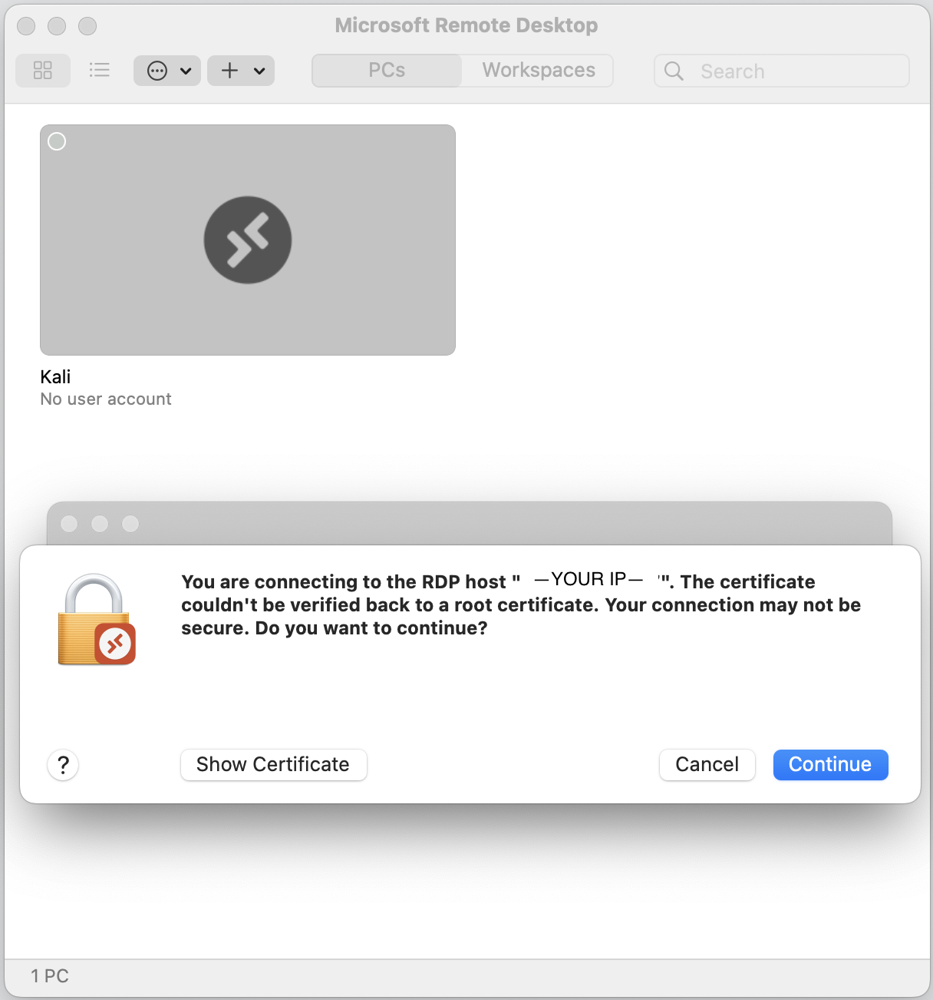 Microsoft Remote Desktop
PCs
Workspaces
Search
Kali
No user account
You are connecting to the RDP host " —YOUR IP— '". The certificate
couldn't be verified back to a root certificate. Your connection may not be
secure. Do you want to continue?
?
Show Certificate
Cancel
Continue
1 PC